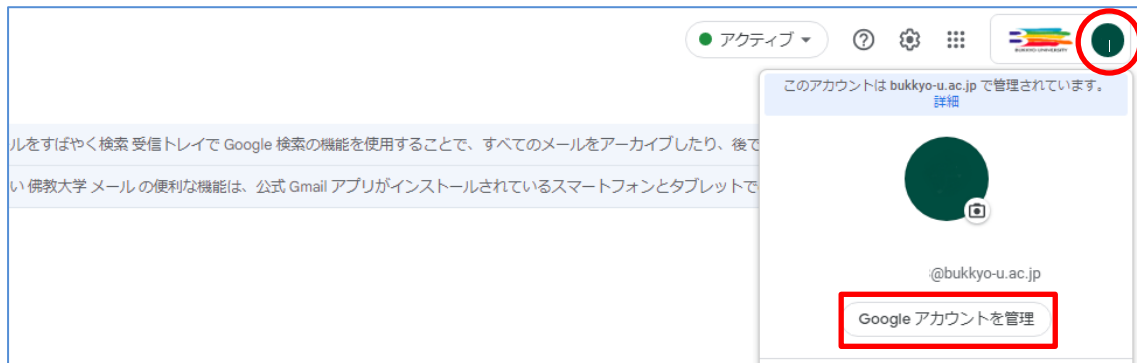 アクティブ
BUKKYO UNIVERSITY
このアカウントは bukkyo-u.ac.jp で管理されています。
詳細
ルをすばやく検索 受信トレイで Google 検索の機能を使用することで、すべてのメールをアーカイブしたり、後で
い 佛教大学 メール の便利な機能は、公式 Gmail アプリがインストールされているスマートフォンとタブレットで
@bukkyo-u.ac.jp
Google アカウントを管理